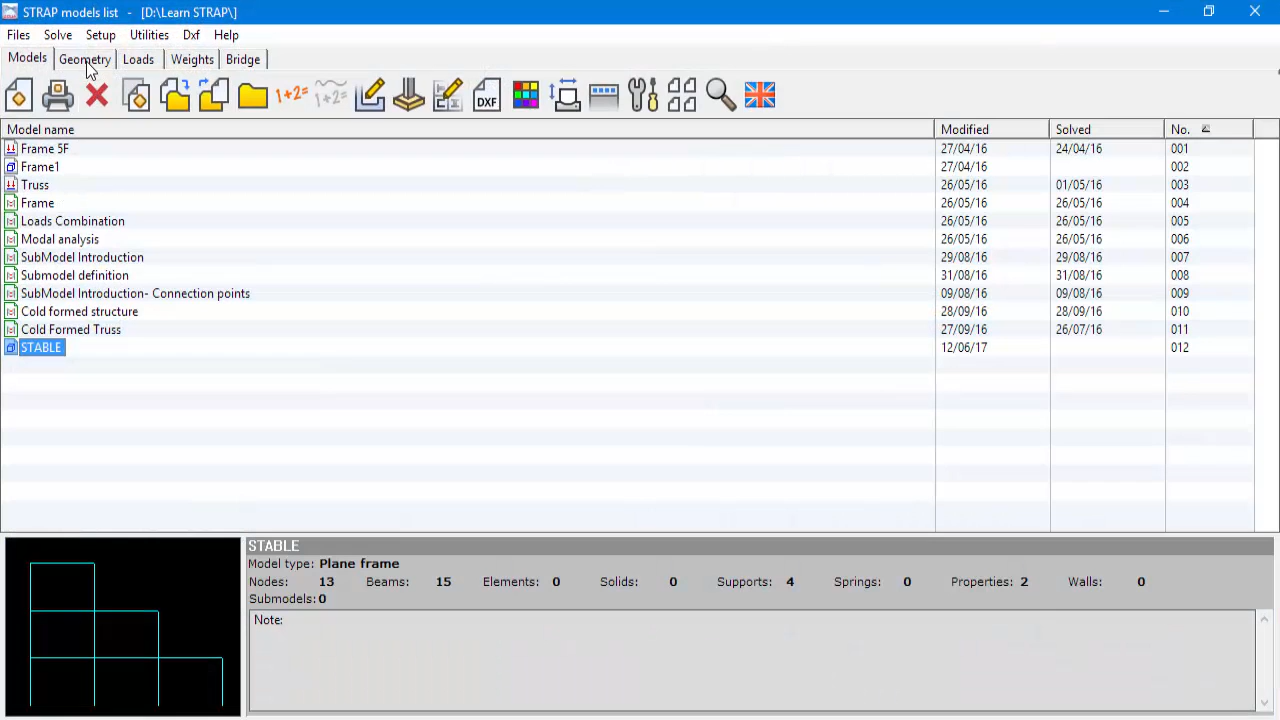 STRAP models list - [D:\Learn STRAP\]
Files Solve Setup Utilities Dxf Help
Models Geometry Loads Weights Bridge
1+2= 1+2= DXF
Model name Modified Solved No.
Frame 5F 27/04/16 24/04/16 001
Frame1 27/04/16 002
Truss 26/05/16 01/05/16 003
Frame 26/05/16 26/05/16 004
Loads Combination 26/05/16 26/05/16 005
Modal analysis 26/05/16 26/05/16 006
SubModel Introduction 29/08/16 29/08/16 007
Submodel definition 31/08/16 31/08/16 008
SubModel Introduction- Connection points 09/08/16 09/08/16 009
Cold formed structure 28/09/16 28/09/16 010
Cold Formed Truss 27/09/16 26/07/16 011
STABLE 12/06/17 012
STABLE
Model type: Plane frame
Nodes: 13 Beams: 15 Elements: 0 Solids: 0 Supports: 4 Springs: 0 Properties: 2 Walls: 0
Submodels: 0
Note: